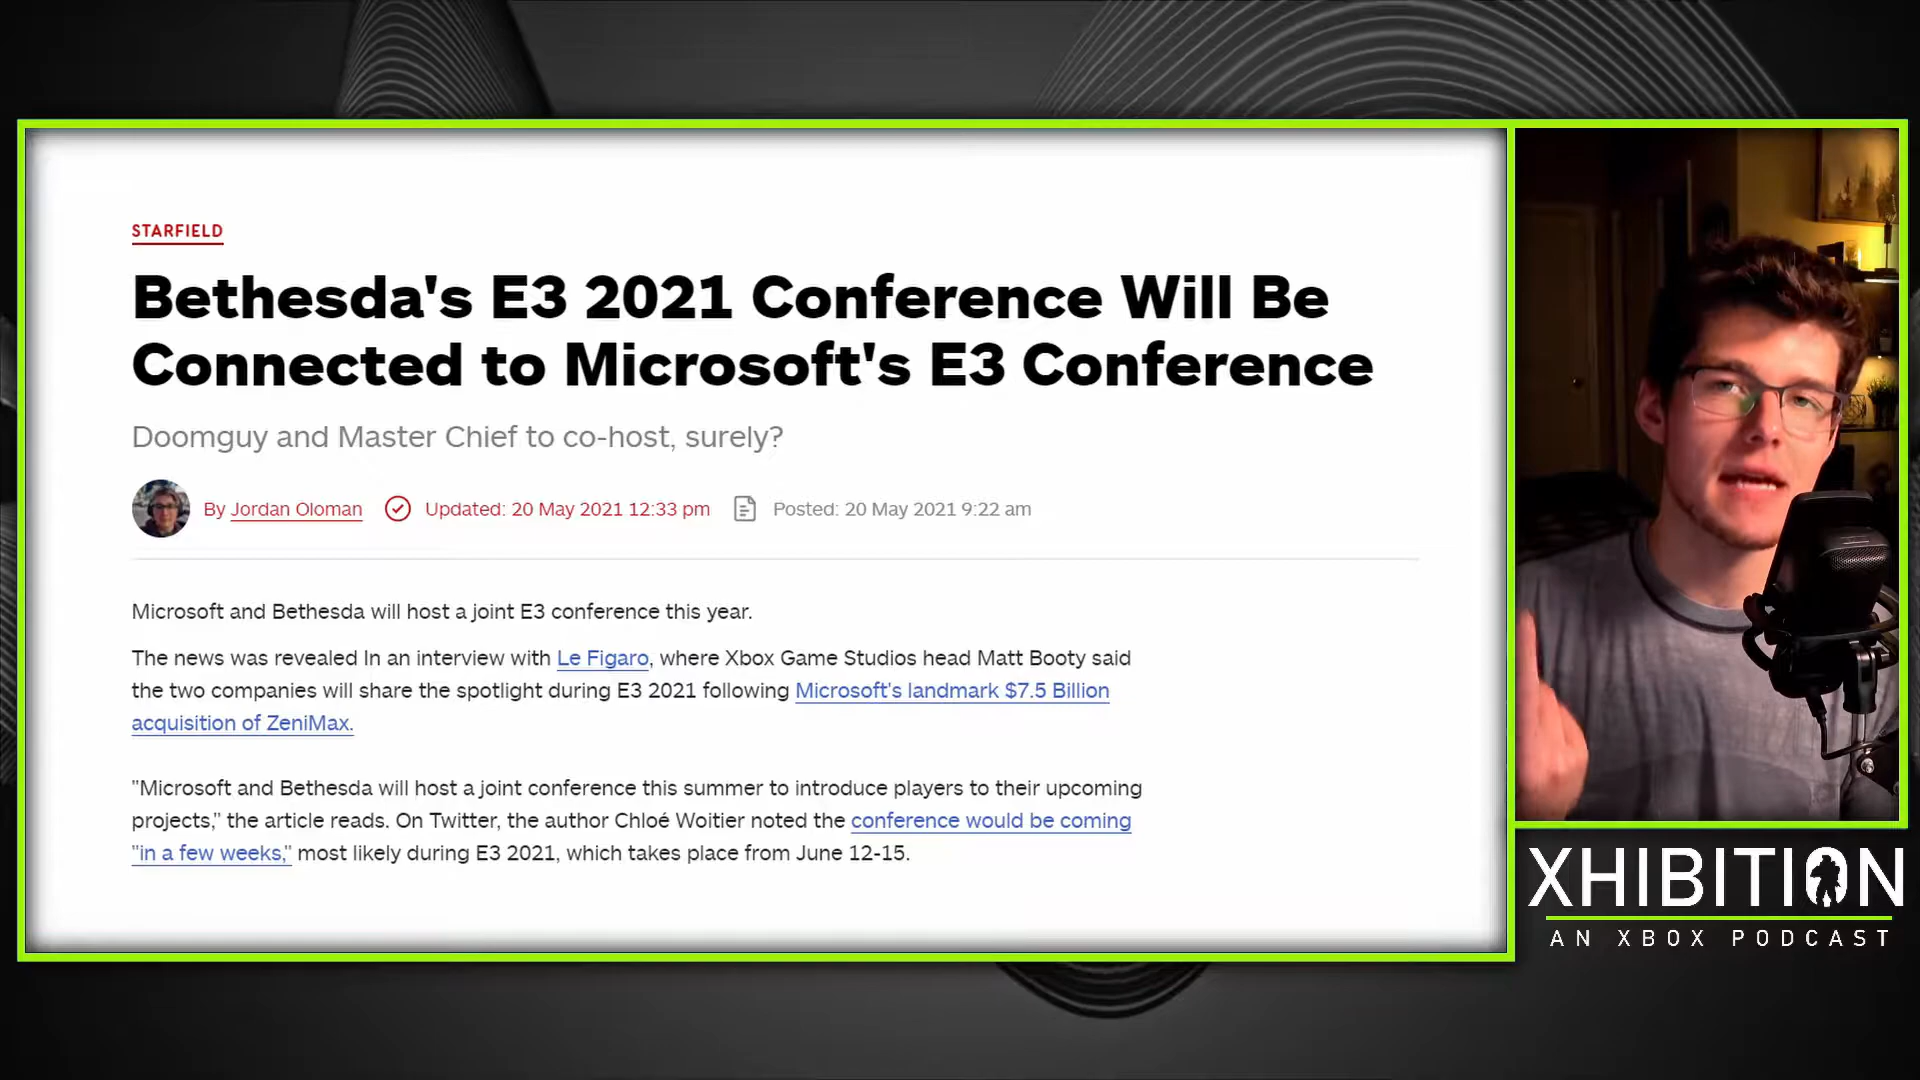 STARFIELD
Bethesda's E3 2021 Conference Will Be
Connected to Microsoft's E3 Conference
Doomguy and Master Chief to co-host, surely?
By Jordan Oloman Updated: 20 May 2021 12:33 pm Posted: 20 May 2021 9:22 am
Microsoft and Bethesda will host a joint E3 conference this year.
The news was revealed In an interview with Le Figaro, where Xbox Game Studios head Matt Booty said
the two companies will share the spotlight during E3 2021 following Microsoft's landmark $7.5 Billion
acquisition of ZeniMax.
"Microsoft and Bethesda will host a joint conference this summer to introduce players to their upcoming
projects," the article reads. On Twitter, the author Chloé Woitier noted the conference would be coming
"in a few weeks," most likely during E3 2021, which takes place from June 12-15.
XHIBITION
AN XBOX PODCAST